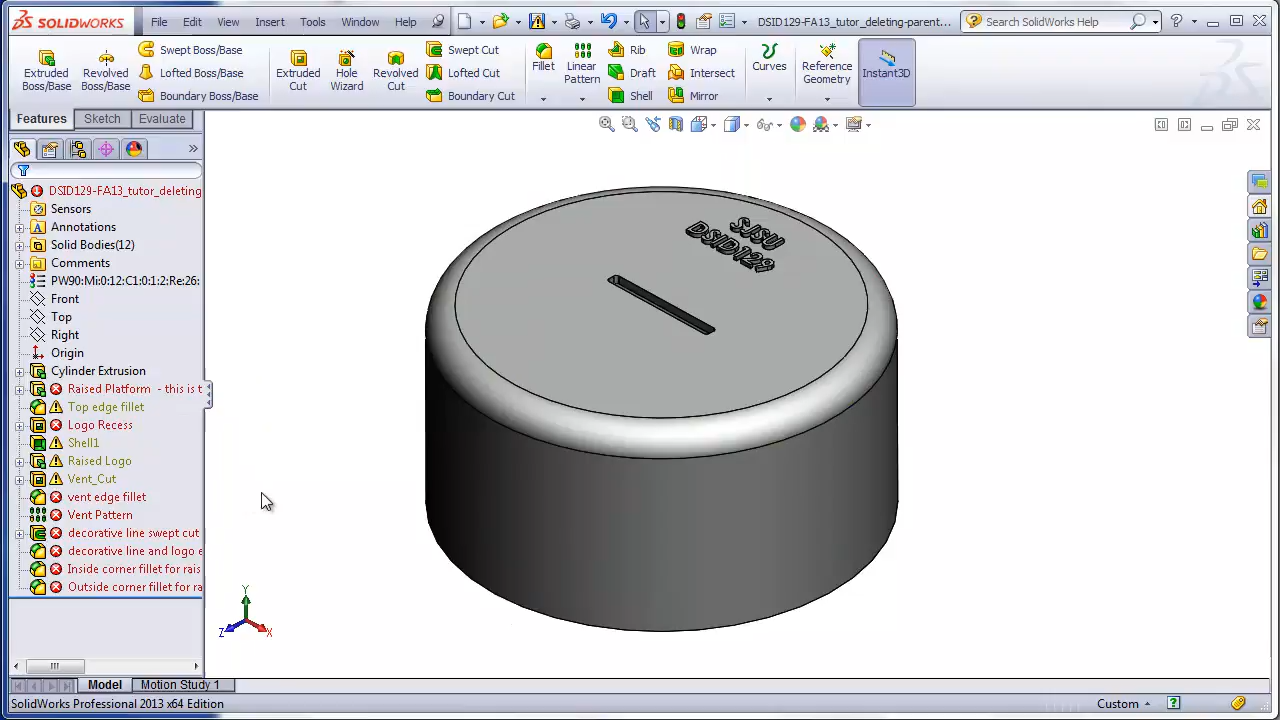 SOLIDWORKS File Edit View Insert Tools Window Help DSID129-FA13_tutor_deleting-parent... Search SolidWorks Help
Extruded Boss/Base
Revolved Boss/Base
Swept Boss/Base
Lofted Boss/Base
Boundary Boss/Base
Extruded Cut
Hole Wizard
Revolved Cut
Swept Cut
Lofted Cut
Boundary Cut
Fillet
Linear Pattern
Rib
Draft
Shell
Wrap
Intersect
Mirror
Curves
Reference Geometry
Instant3D
Features Sketch Evaluate
DSID129-FA13_tutor_deleting
Sensors
Annotations
Solid Bodies(12)
Comments
PW90:Mi:0:12:C1:0:1:2:Re:26:
Front
Top
Right
Origin
Cylinder Extrusion
Raised Platform - this is t
Top edge fillet
Logo Recess
Shell1
Raised Logo
Vent_Cut
vent edge fillet
Vent Pattern
decorative line swept cut
decorative line and logo e
Inside corner fillet for rais
Outside corner fillet for ra
SJSU
DSID129
Y
Z X
Model Motion Study 1
SolidWorks Professional 2013 x64 Edition Custom